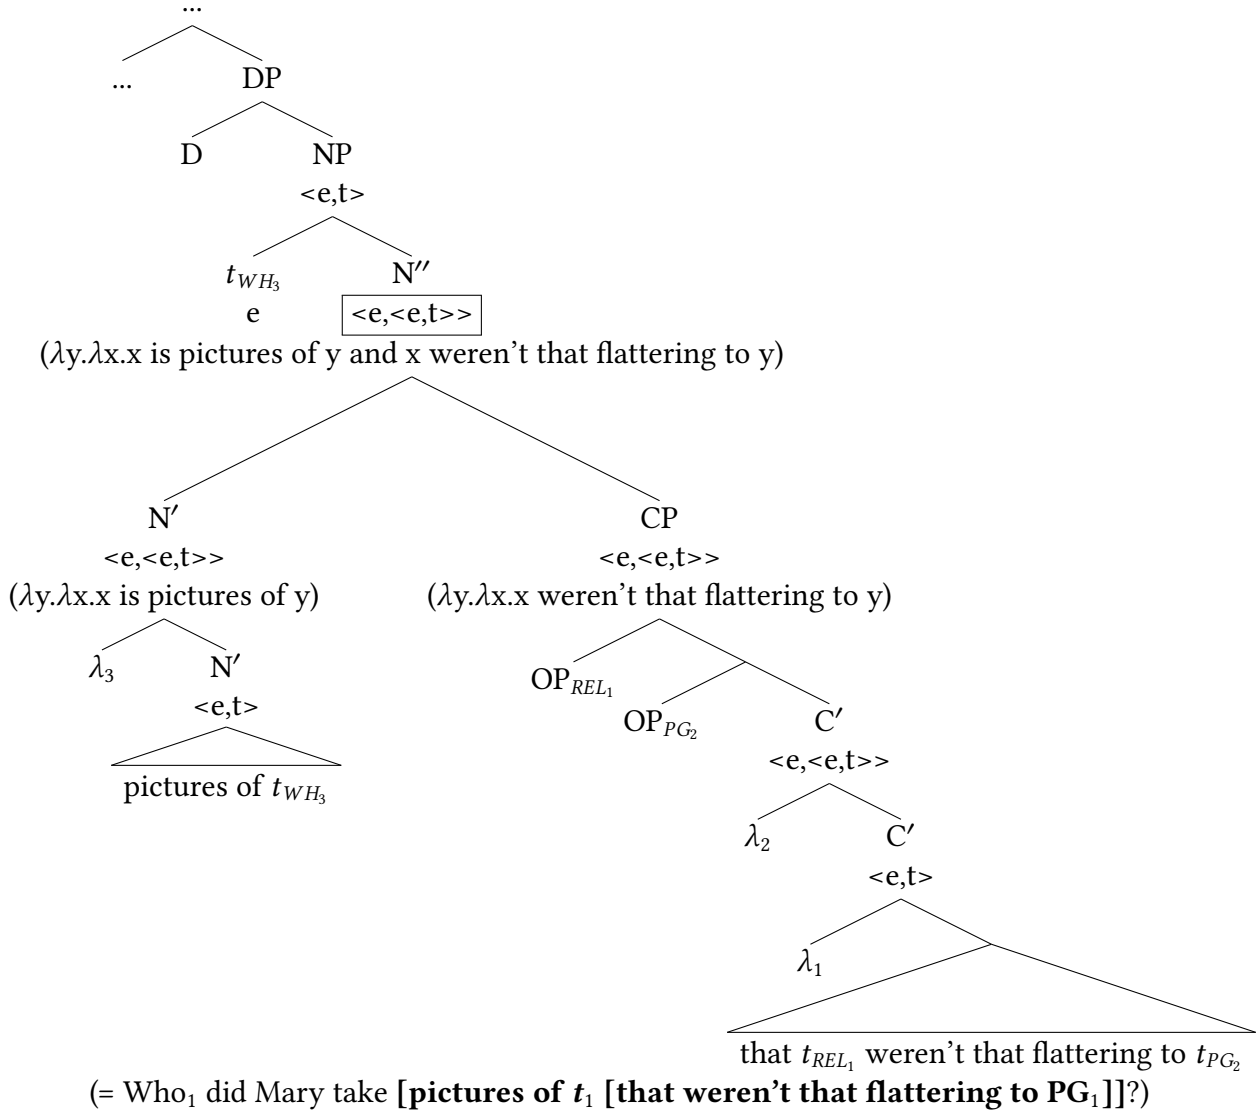 ...
... DP
D NP
<e,t>
t_WH₃ N′′
e <e,<e,t>>
(λy.λx.x is pictures of y and x weren't that flattering to y)
N′ CP
<e,<e,t>> <e,<e,t>>
(λy.λx.x is pictures of y) (λy.λx.x weren't that flattering to y)
λ₃ N′ OP_REL₁
<e,t> OP_PG₂ C′
<e,<e,t>>
pictures of t_WH₃
λ₂ C′
<e,t>
λ₁
that t_REL₁ weren't that flattering to t_PG₂
(= Who₁ did Mary take [pictures of t₁ [that weren't that flattering to PG₁]]?)